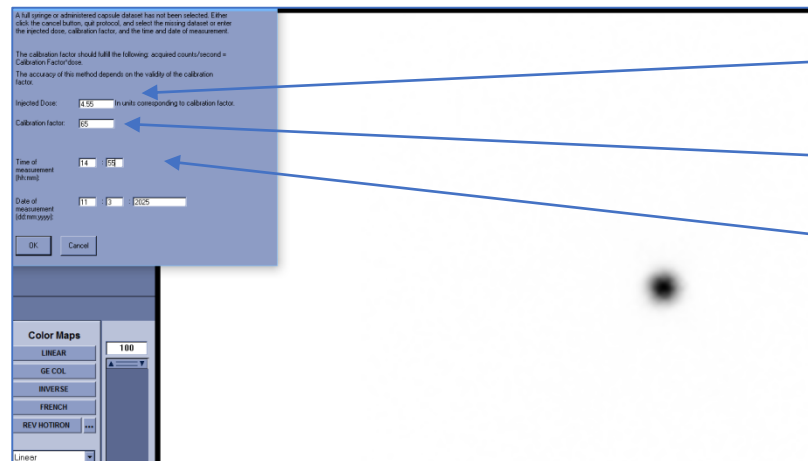 A full syringe or administered capsule dataset has not been selected. Either
click the cancel button, quit protocol, and select the missing dataset or enter
the injected dose, calibration factor, and the time and date of measurement.
The calibration factor should fulfill the following: acquired counts/second =
Calibration Factor*dose.
The accuracy of this method depends on the validity of the calibration
factor.
Injected Dose: 4.55 In units corresponding to calibration factor.
Calibration factor: 65
Time of
measurement
(hh:mm): 14 : 55
Date of
measurement
(dd:mm:yyyy): 11 : 3 : 2025
OK Cancel
Color Maps
LINEAR 100
GE COL
INVERSE
FRENCH
REV HOTIRON ...
Linear